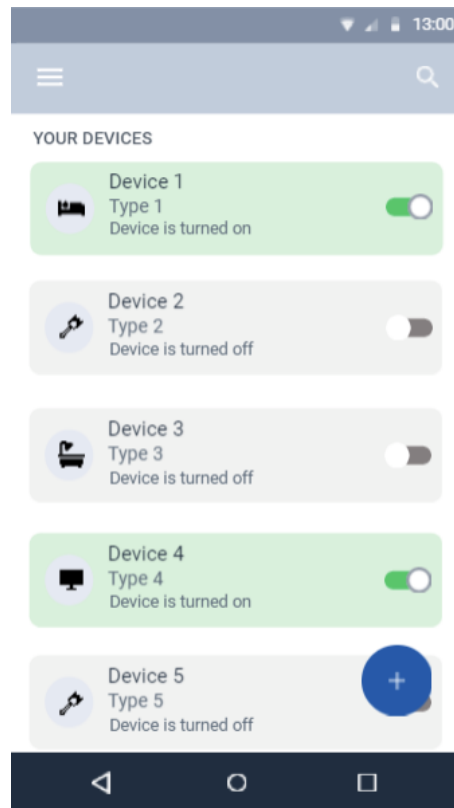 13:00
YOUR DEVICES
Device 1
Type 1
Device is turned on
Device 2
Type 2
Device is turned off
Device 3
Type 3
Device is turned off
Device 4
Type 4
Device is turned on
Device 5
Type 5
Device is turned off
+